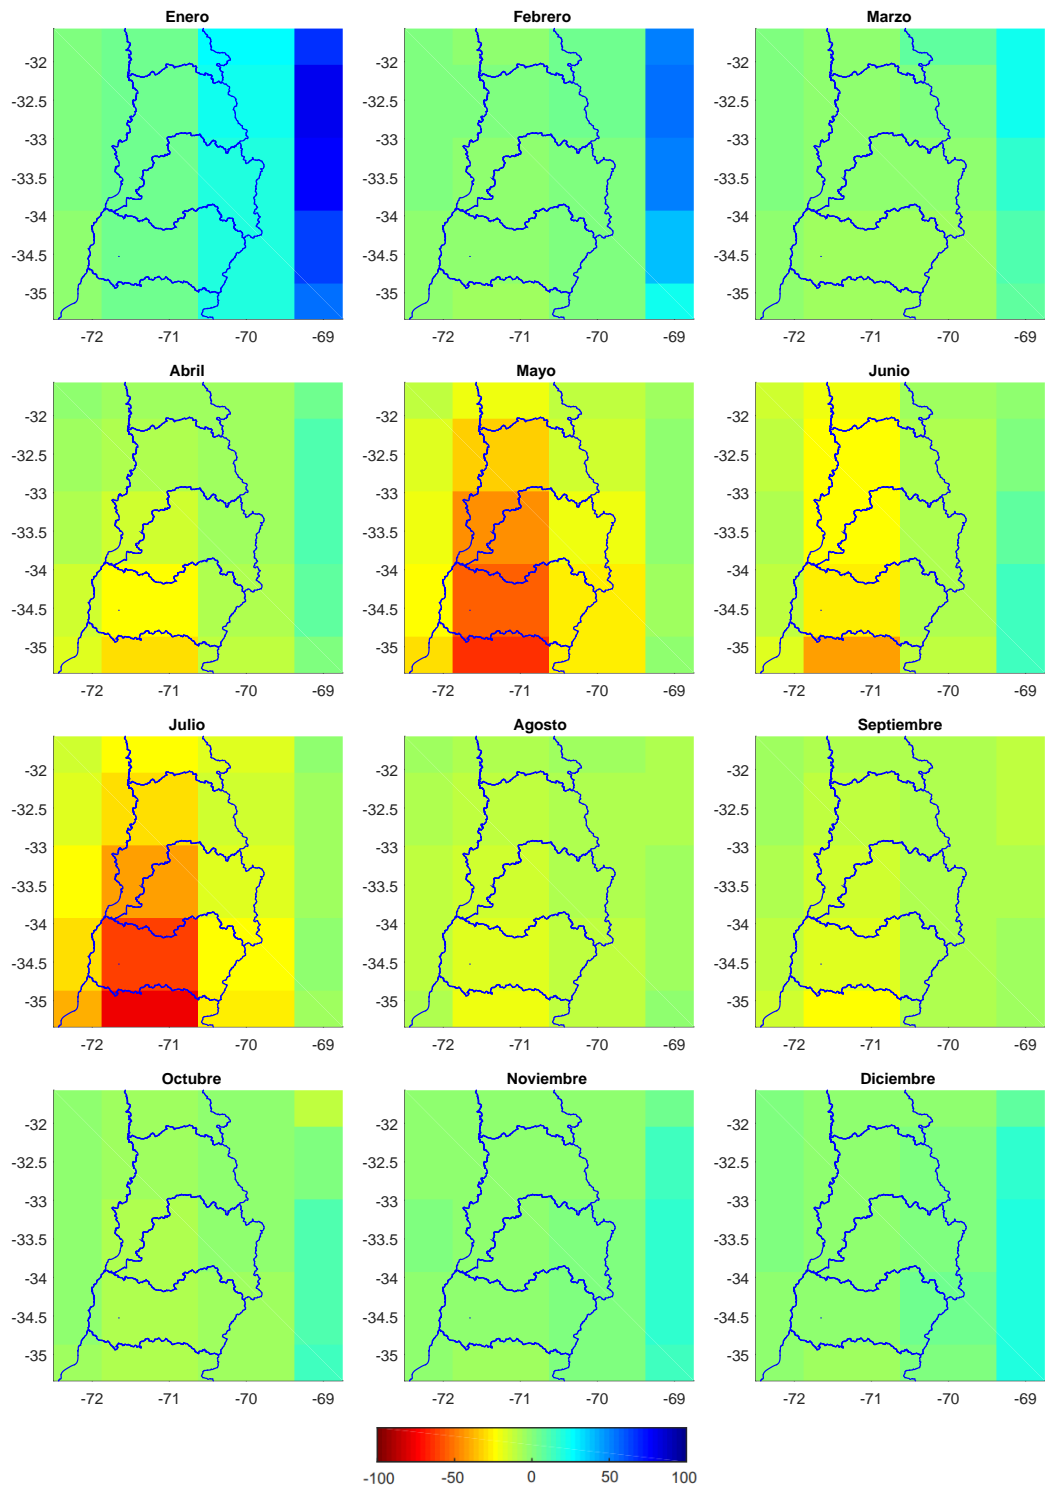 Enero Febrero Marzo
-32 -32 -32
-32.5 -32.5 -32.5
-33 -33 -33
-33.5 -33.5 -33.5
-34 -34 -34
-34.5 -34.5 -34.5
-35 -35 -35
-72 -71 -70 -69 -72 -71 -70 -69 -72 -71 -70 -69
Abril Mayo Junio
-32 -32 -32
-32.5 -32.5 -32.5
-33 -33 -33
-33.5 -33.5 -33.5
-34 -34 -34
-34.5 -34.5 -34.5
-35 -35 -35
-72 -71 -70 -69 -72 -71 -70 -69 -72 -71 -70 -69
Julio Agosto Septiembre
-32 -32 -32
-32.5 -32.5 -32.5
-33 -33 -33
-33.5 -33.5 -33.5
-34 -34 -34
-34.5 -34.5 -34.5
-35 -35 -35
-72 -71 -70 -69 -72 -71 -70 -69 -72 -71 -70 -69
Octubre Noviembre Diciembre
-32 -32 -32
-32.5 -32.5 -32.5
-33 -33 -33
-33.5 -33.5 -33.5
-34 -34 -34
-34.5 -34.5 -34.5
-35 -35 -35
-72 -71 -70 -69 -72 -71 -70 -69 -72 -71 -70 -69
-100 -50 0 50 100